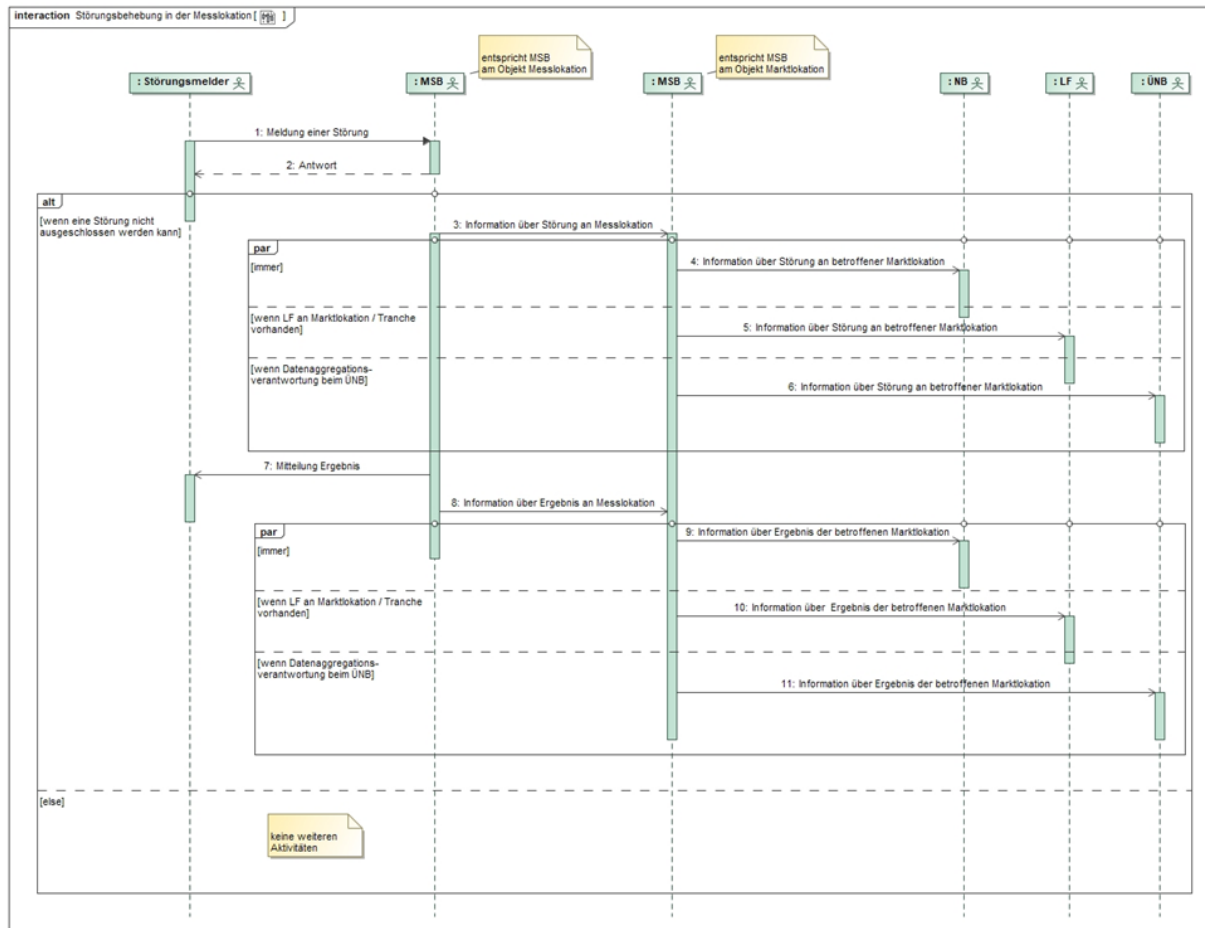 interaction Störungsbehebung in der Messlokation [ ]
entspricht MSB
am Objekt Messlokation
entspricht MSB
am Objekt Marktlokation
: Störungsmelder
: MSB
: MSB
: NB
: LF
: ÜNB
1: Meldung einer Störung
2: Antwort
alt
[wenn eine Störung nicht
ausgeschlossen werden kann]
3: Information über Störung an Messlokation
par
[immer]
4: Information über Störung an betroffener Marktlokation
[wenn LF an Marktlokation / Tranche
vorhanden]
5: Information über Störung an betroffener Marktlokation
[wenn Datenaggregations-
verantwortung beim ÜNB]
6: Information über Störung an betroffener Marktlokation
7: Mitteilung Ergebnis
8: Information über Ergebnis an Messlokation
par
[immer]
9: Information über Ergebnis der betroffenen Marktlokation
[wenn LF an Marktlokation / Tranche
vorhanden]
10: Information über Ergebnis der betroffenen Marktlokation
[wenn Datenaggregations-
verantwortung beim ÜNB]
11: Information über Ergebnis der betroffenen Marktlokation
[else]
keine weiteren
Aktivitäten